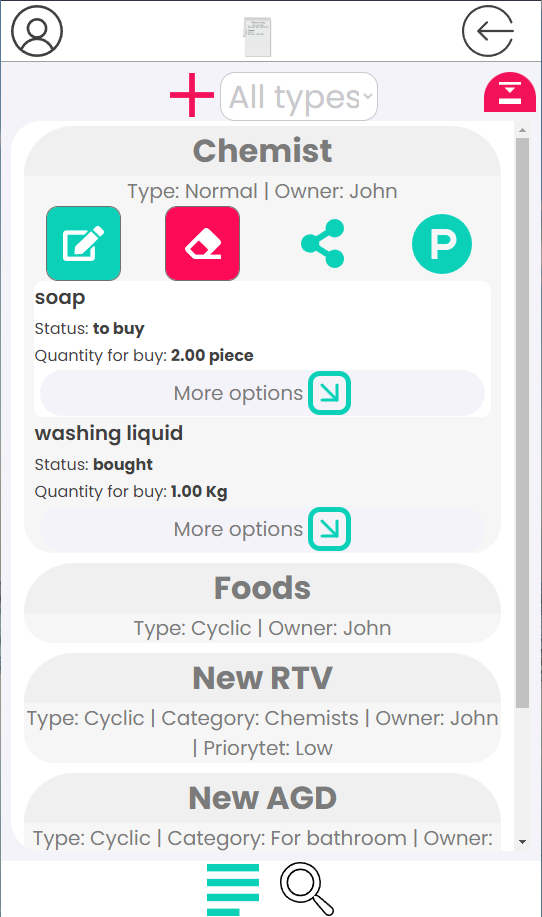 All types
Chemist
Type: Normal | Owner: John
P
soap
Status: to buy
Quantity for buy: 2.00 piece
More options
washing liquid
Status: bought
Quantity for buy: 1.00 Kg
More options
Foods
Type: Cyclic | Owner: John
New RTV
Type: Cyclic | Category: Chemists | Owner: John
| Priorytet: Low
New AGD
Type: Cyclic | Category: For bathroom | Owner: